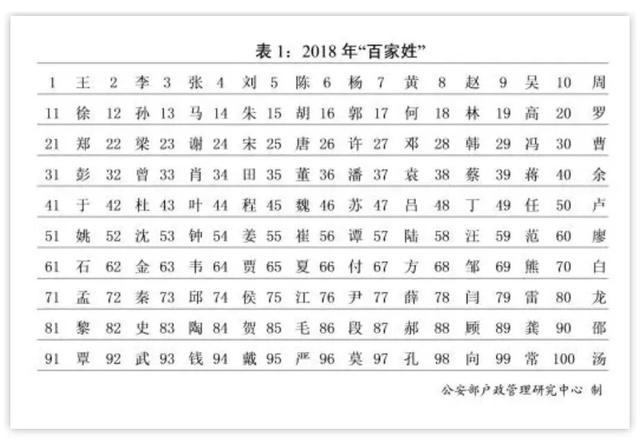 表 1：2018 年“百家姓”
1 王 2 李 3 张 4 刘 5 陈 6 杨 7 黄 8 赵 9 吴 10 周
11 徐 12 孙 13 马 14 朱 15 胡 16 郭 17 何 18 林 19 高 20 罗
21 郑 22 梁 23 谢 24 宋 25 唐 26 许 27 邓 28 韩 29 冯 30 曹
31 彭 32 曾 33 肖 34 田 35 董 36 潘 37 袁 38 蔡 39 蒋 40 余
41 于 42 杜 43 叶 44 程 45 魏 46 苏 47 吕 48 丁 49 任 50 卢
51 姚 52 沈 53 钟 54 姜 55 崔 56 谭 57 陆 58 汪 59 范 60 廖
61 石 62 金 63 韦 64 贾 65 夏 66 付 67 方 68 邹 69 熊 70 白
71 孟 72 秦 73 邱 74 侯 75 江 76 尹 77 薛 78 闫 79 雷 80 龙
81 黎 82 史 83 陶 84 贺 85 毛 86 段 87 郝 88 顾 89 龚 90 邵
91 覃 92 武 93 钱 94 戴 95 严 96 莫 97 孔 98 向 99 常 100 汤
公安部户政管理研究中心 制